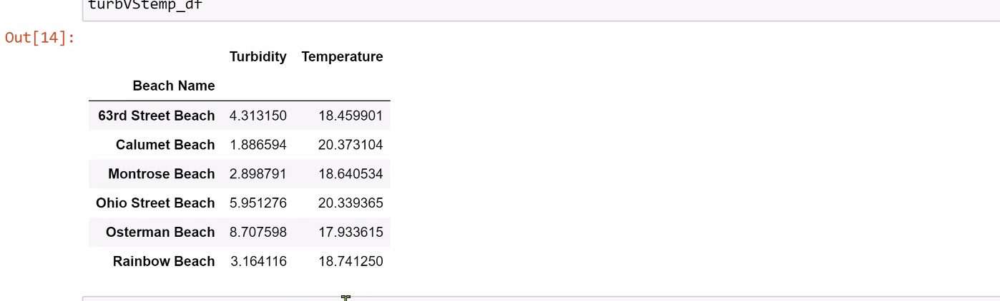 turbVStemp_df
Out[14]:
Turbidity Temperature
Beach Name
63rd Street Beach 4.313150 18.459901
Calumet Beach 1.886594 20.373104
Montrose Beach 2.898791 18.640534
Ohio Street Beach 5.951276 20.339365
Osterman Beach 8.707598 17.933615
Rainbow Beach 3.164116 18.741250